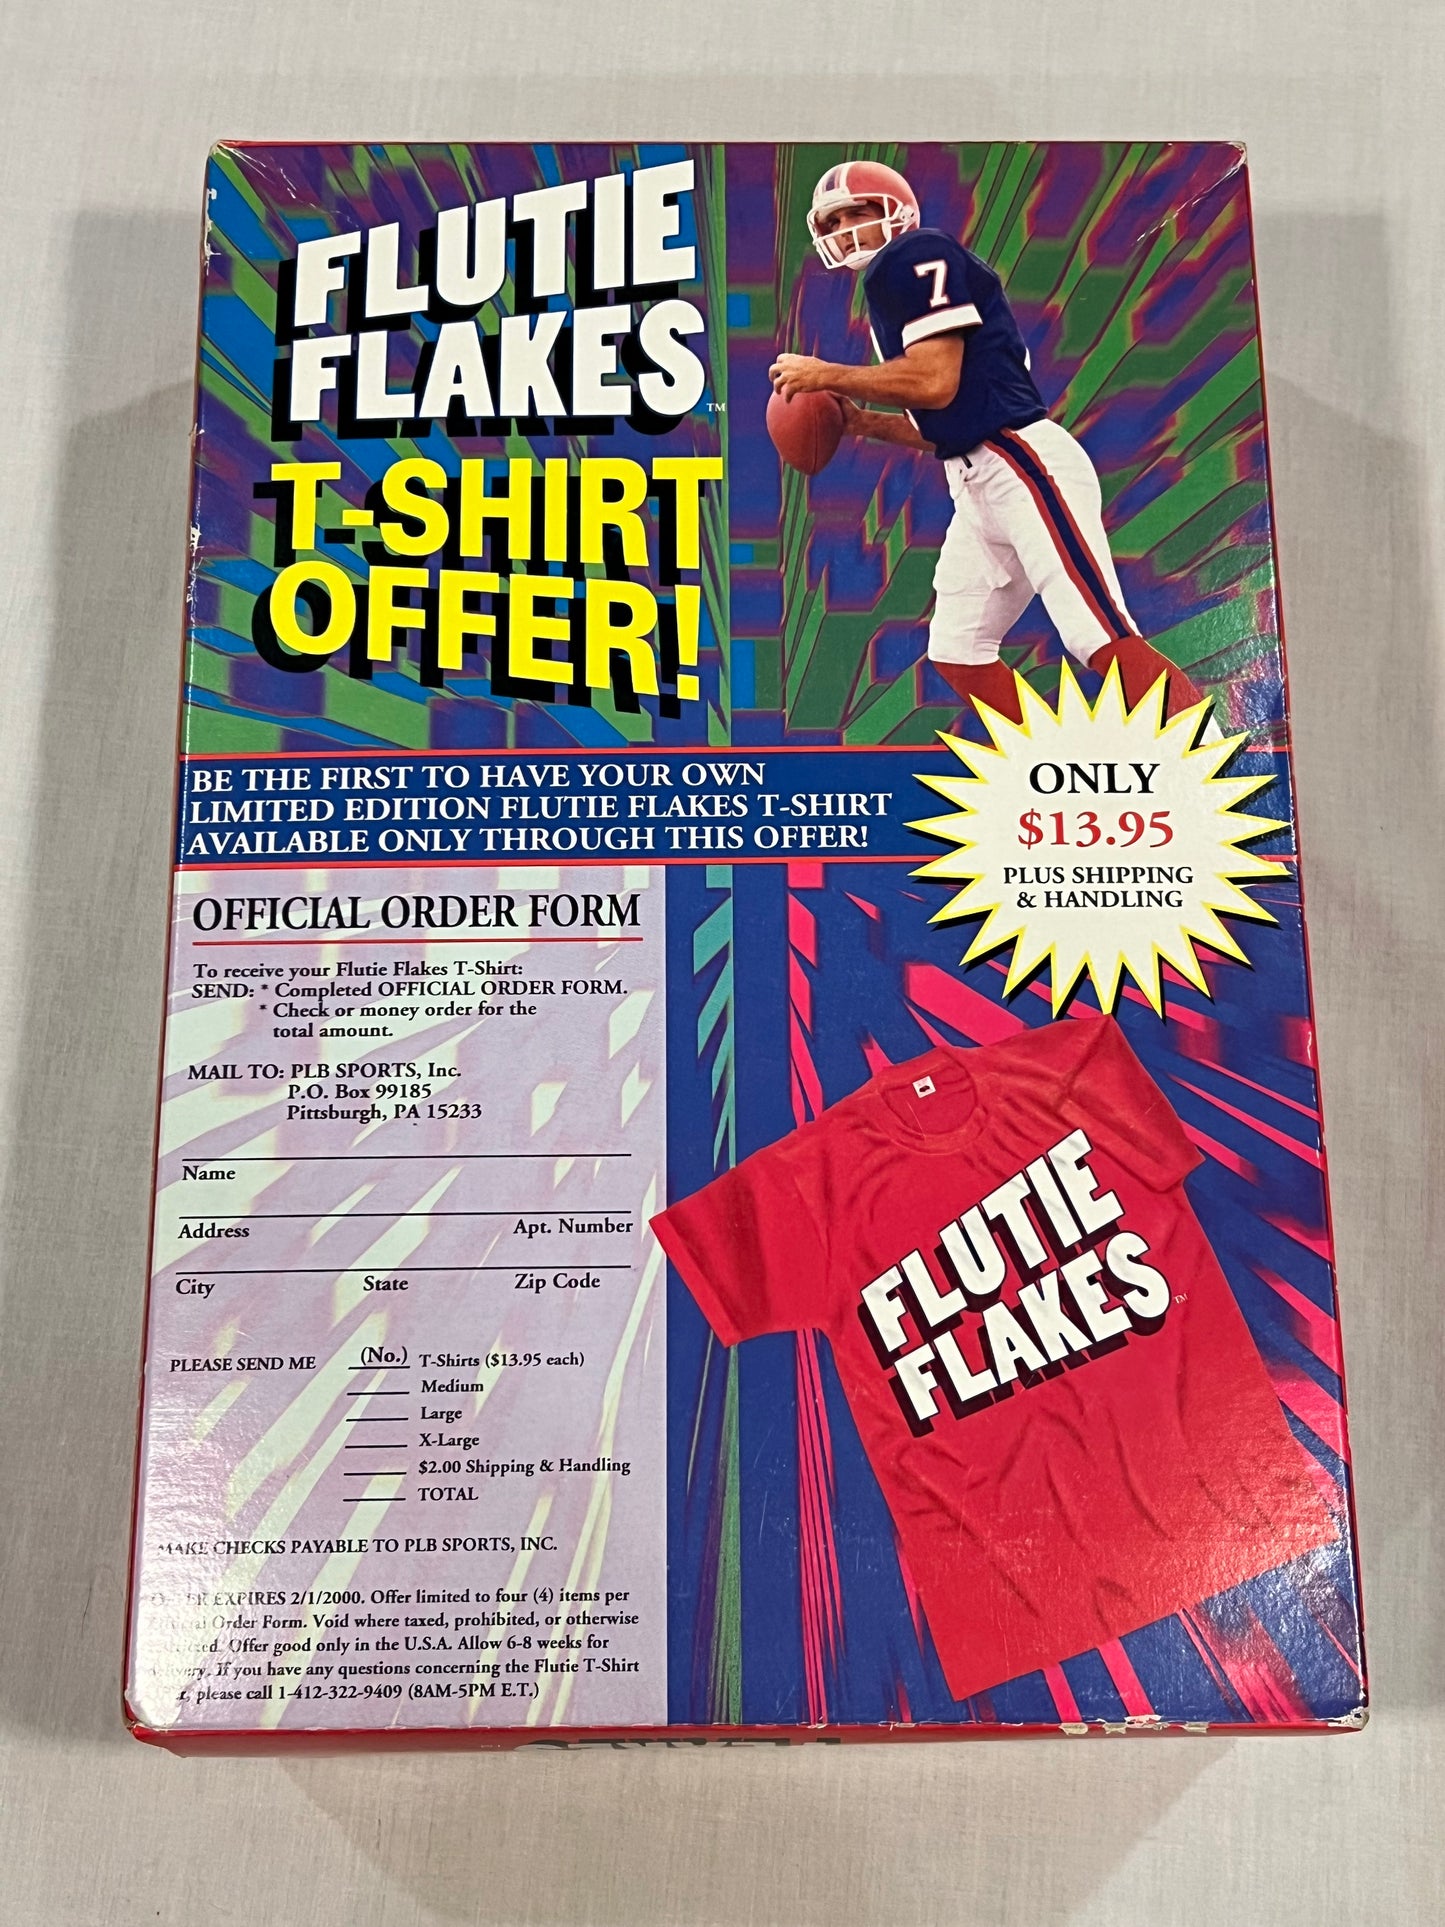 FLUTIE
FLAKES™
T-SHIRT
OFFER!
7
BE THE FIRST TO HAVE YOUR OWN
LIMITED EDITION FLUTIE FLAKES T-SHIRT
AVAILABLE ONLY THROUGH THIS OFFER!
ONLY
$13.95
PLUS SHIPPING
& HANDLING
OFFICIAL ORDER FORM
To receive your Flutie Flakes T-Shirt:
SEND: * Completed OFFICIAL ORDER FORM.
* Check or money order for the
total amount.
MAIL TO: PLB SPORTS, Inc.
P.O. Box 99185
Pittsburgh, PA 15233
Name
Address Apt. Number
City State Zip Code
PLEASE SEND ME (No.) T-Shirts ($13.95 each)
Medium
Large
X-Large
$2.00 Shipping & Handling
TOTAL
MAKE CHECKS PAYABLE TO PLB SPORTS, INC.
OFFER EXPIRES 2/1/2000. Offer limited to four (4) items per
Order Form. Void where taxed, prohibited, or otherwise
Offer good only in the U.S.A. Allow 6-8 weeks for
delivery. If you have any questions concerning the Flutie T-Shirt
please call 1-412-322-9409 (8AM-5PM E.T.)
FLUTIE
FLAKES™